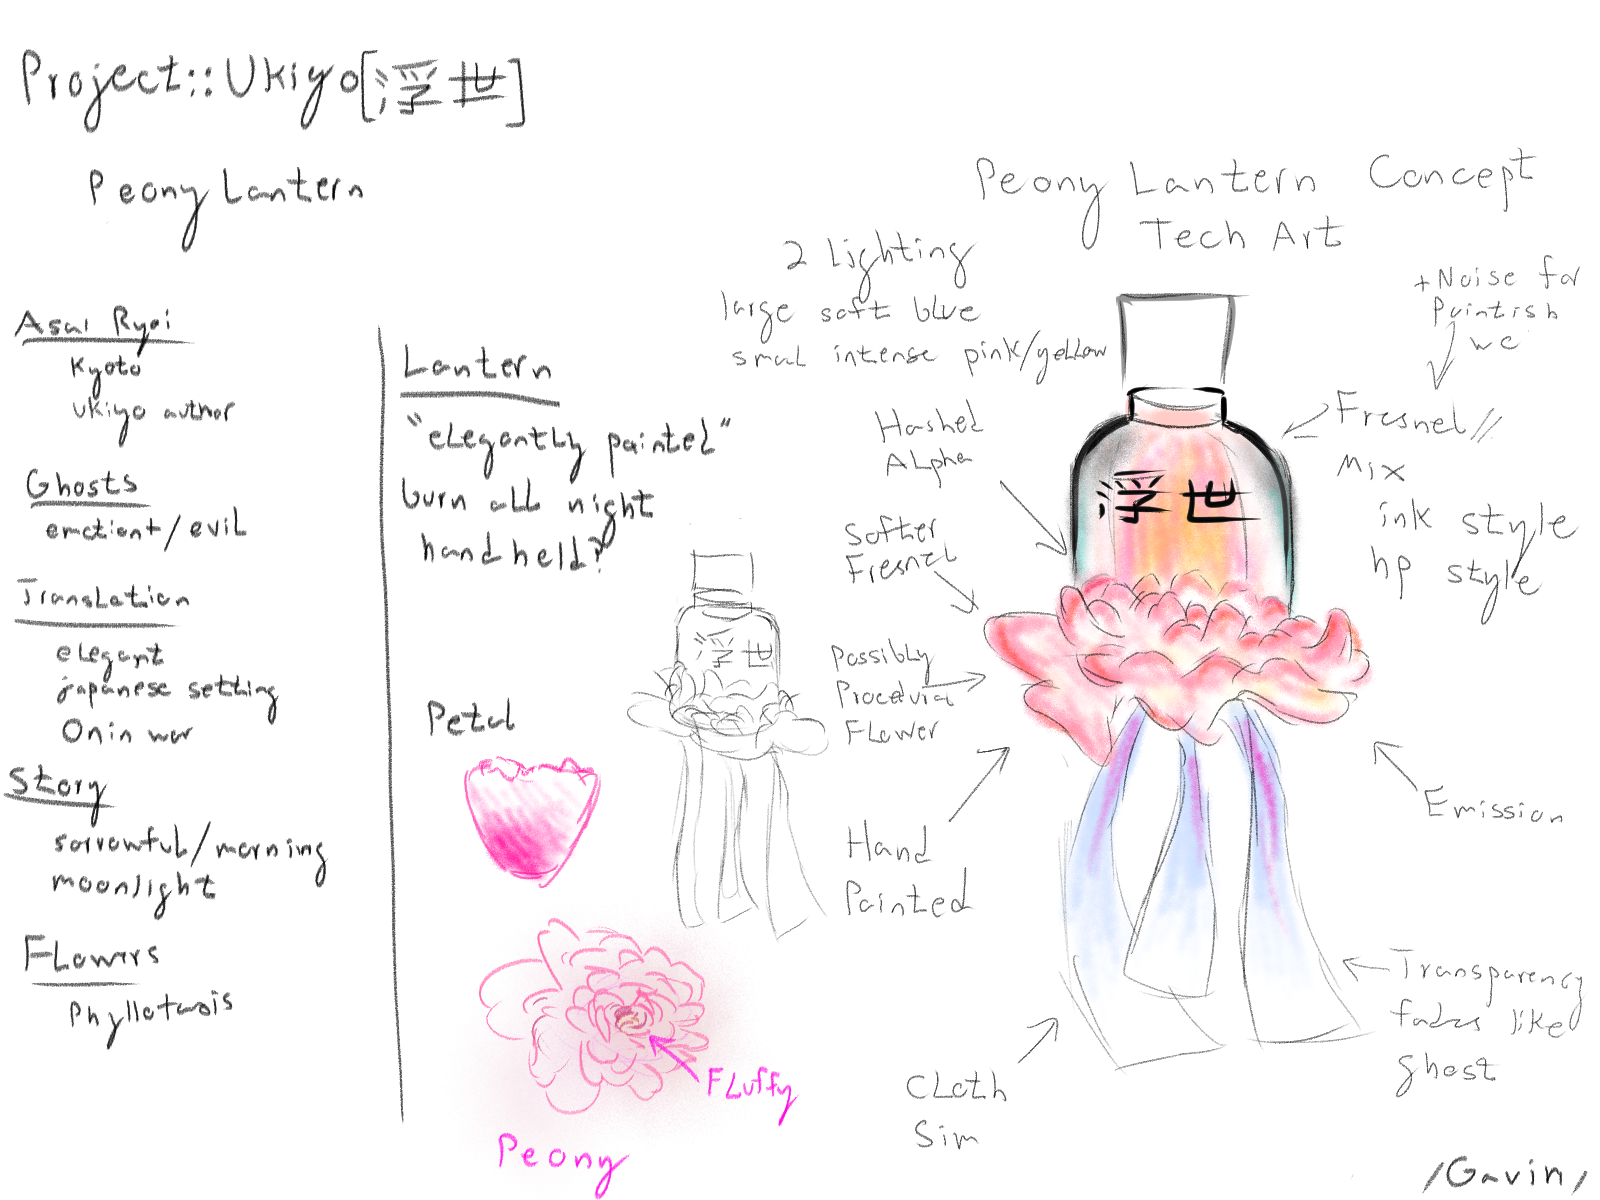 Project::Ukiyo[浮世]
Peony Lantern
Asai Ryoi
Kyoto
Ukiyo author
Ghosts
emotion+/evil
Translation
elegant
japanese setting
Onin war
Story
sorrowful/morning
moonlight
Flowers
Phyllotaxis
Lantern
"elegantly painted"
burn all night
handheld?
浮世
Petal
Fluffy
Peony
Peony Lantern Concept
Tech Art
2 Lighting
large soft blue
small intense pink/yellow
+Noise for
Paintish
Hashed
Alpha
Softer
Fresnel
Possibly
Procedural
Flower
Hand
Painted
Cloth
Sim
浮世
Fresnel//
Mix
ink style
hp style
Emission
Transparency
fades like
ghost
/Gavin/